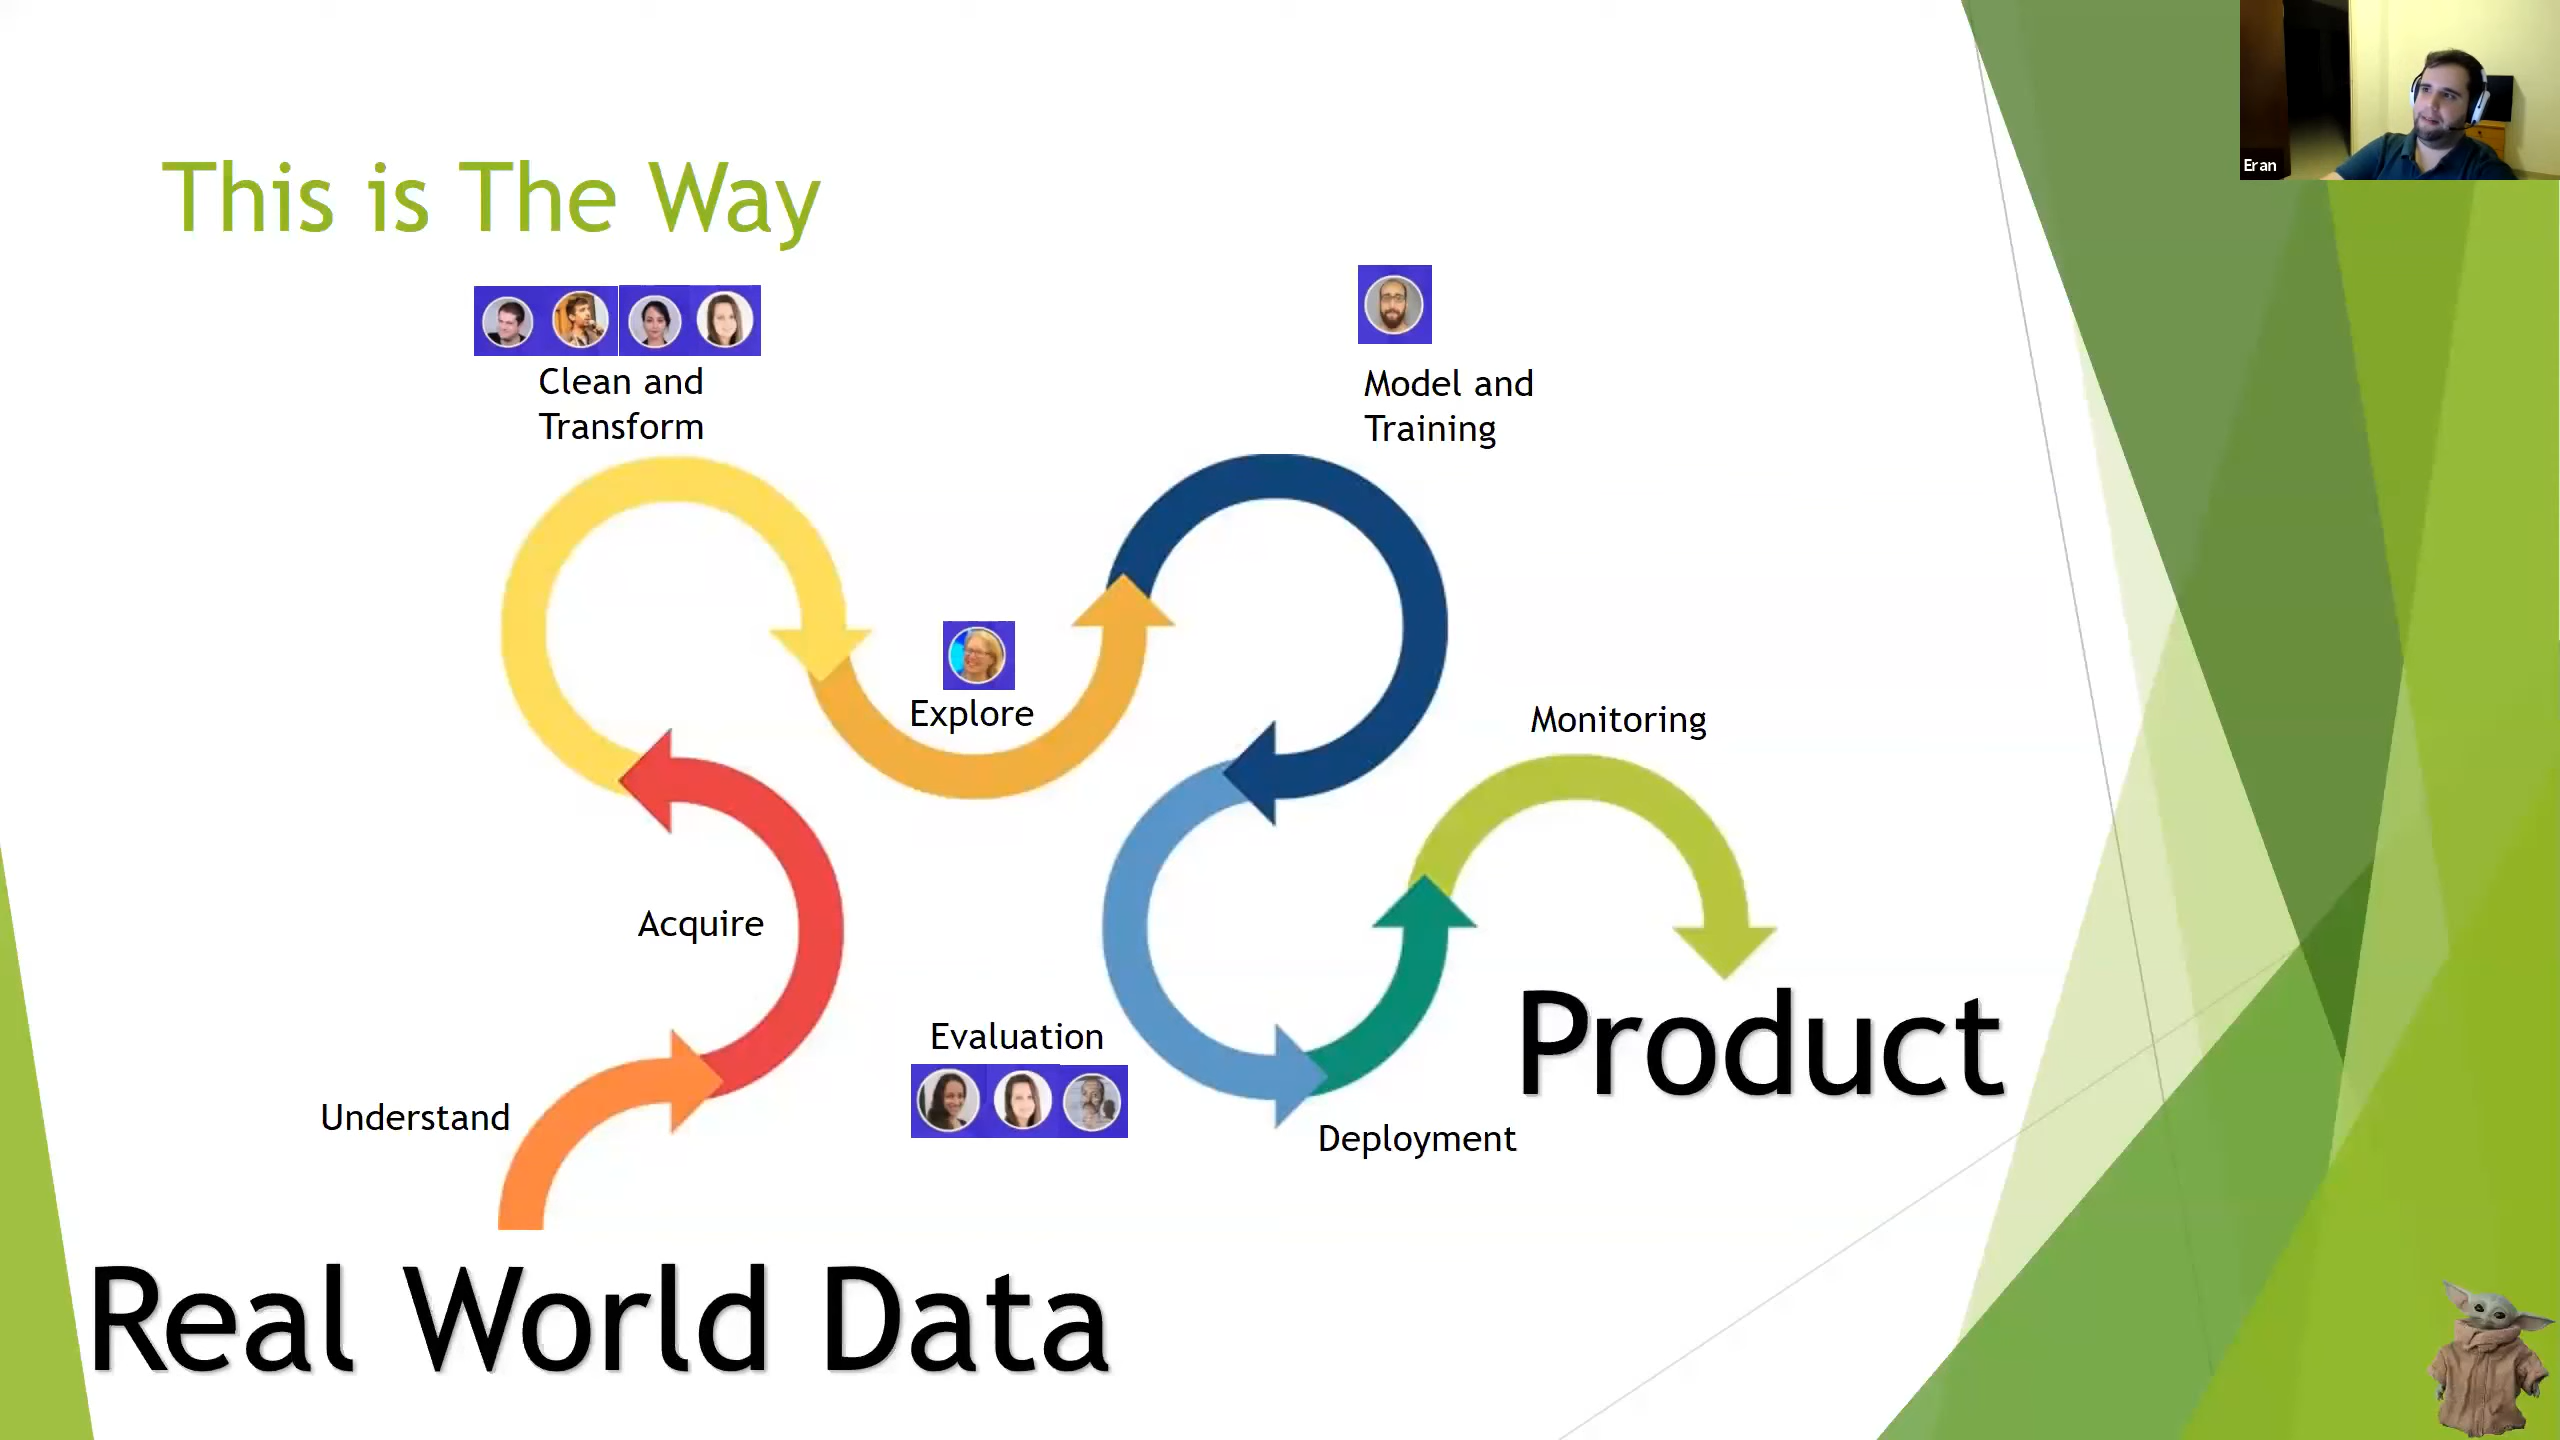 Eran
This is The Way
Clean and
Transform
Model and
Training
Explore
Monitoring
Acquire
Evaluation
Product
Understand
Deployment
Real World Data